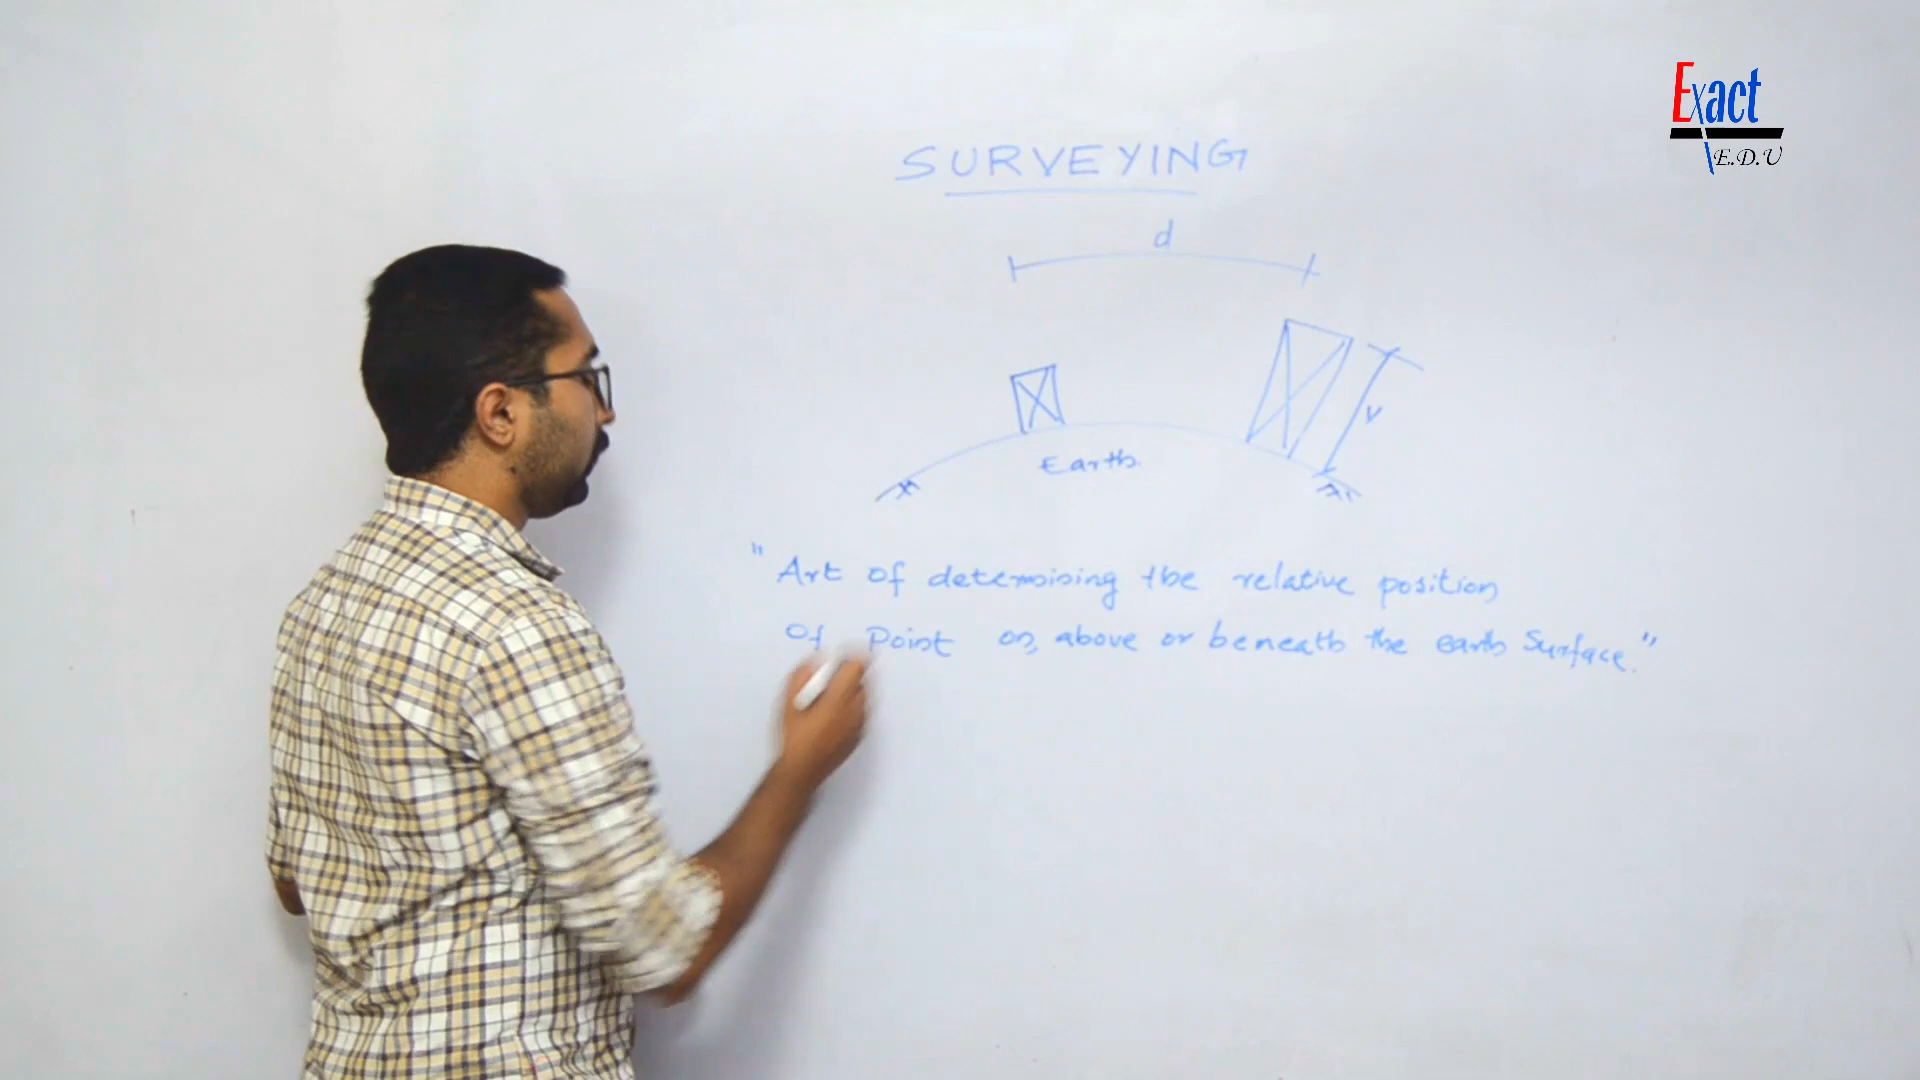 Exact
E.D.U
SURVEYING
d
V
Earth
"Art of determining the relative position
Of Point on, above or beneath the earth Surface."